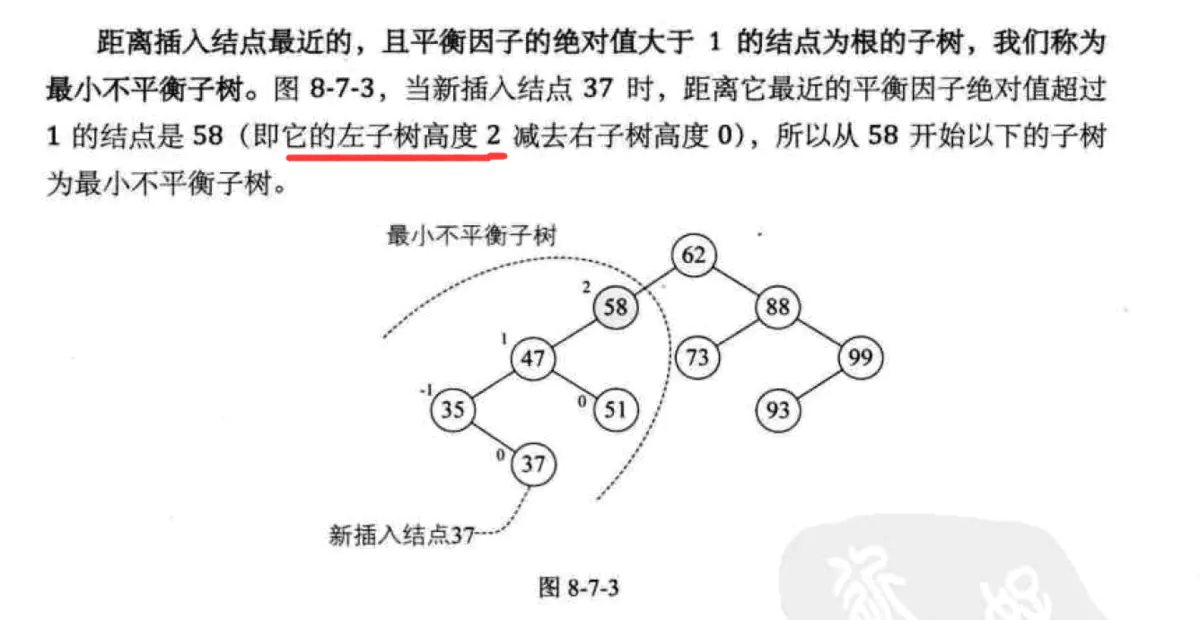 距离插入结点最近的，且平衡因子的绝对值大于 1 的结点为根的子树，我们称为
最小不平衡子树。图 8-7-3，当新插入结点 37 时，距离它最近的平衡因子绝对值超过
1 的结点是 58（即它的左子树高度 2 减去右子树高度 0），所以从 58 开始以下的子树
为最小不平衡子树。
最小不平衡子树
62
2
58
88
1
47
73
99
-1
35
0
51
93
0
37
新插入结点37
图 8-7-3